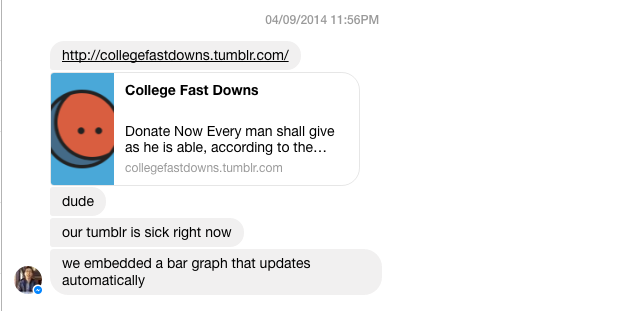 04/09/2014 11:56PM
http://collegefastdowns.tumblr.com/
College Fast Downs
Donate Now Every man shall give
as he is able, according to the...
collegefastdowns.tumblr.com
dude
our tumblr is sick right now
we embedded a bar graph that updates
automatically